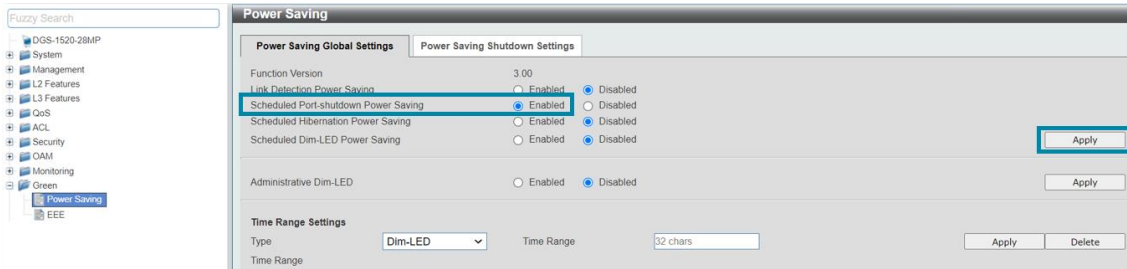 Fuzzy Search
DGS-1520-28MP
System
Management
L2 Features
L3 Features
QoS
ACL
Security
OAM
Monitoring
Green
Power Saving
EEE
Power Saving
Power Saving Global Settings Power Saving Shutdown Settings
Function Version 3.00
Link Detection Power Saving Enabled Disabled
Scheduled Port-shutdown Power Saving Enabled Disabled
Scheduled Hibernation Power Saving Enabled Disabled
Scheduled Dim-LED Power Saving Enabled Disabled Apply
Administrative Dim-LED Enabled Disabled Apply
Time Range Settings
Type Dim-LED Time Range 32 chars Apply Delete
Time Range